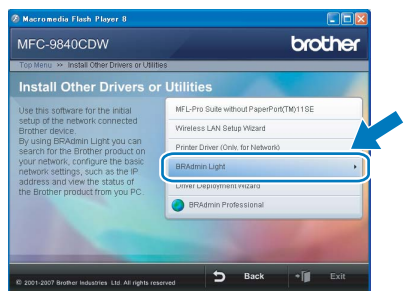 Macromedia Flash Player 8
MFC-9840CDW
brother
Top Menu >> Install Other Drivers or Utilities
Install Other Drivers or Utilities
Use this software for the initial
setup of the network connected
Brother device.
By using BRAdmin Light you can
search for the Brother product on
your network, configure the basic
network settings, such as the IP
address and view the status of
the Brother product from you PC.
MFL-Pro Suite without PaperPort(TM)11SE
Wireless LAN Setup Wizard
Printer Driver (Only, for Network)
BRAdmin Light
Driver Deployment Wizard
BRAdmin Professional
© 2001-2007 Brother Industries Ltd. All rights reserved
Back
Exit